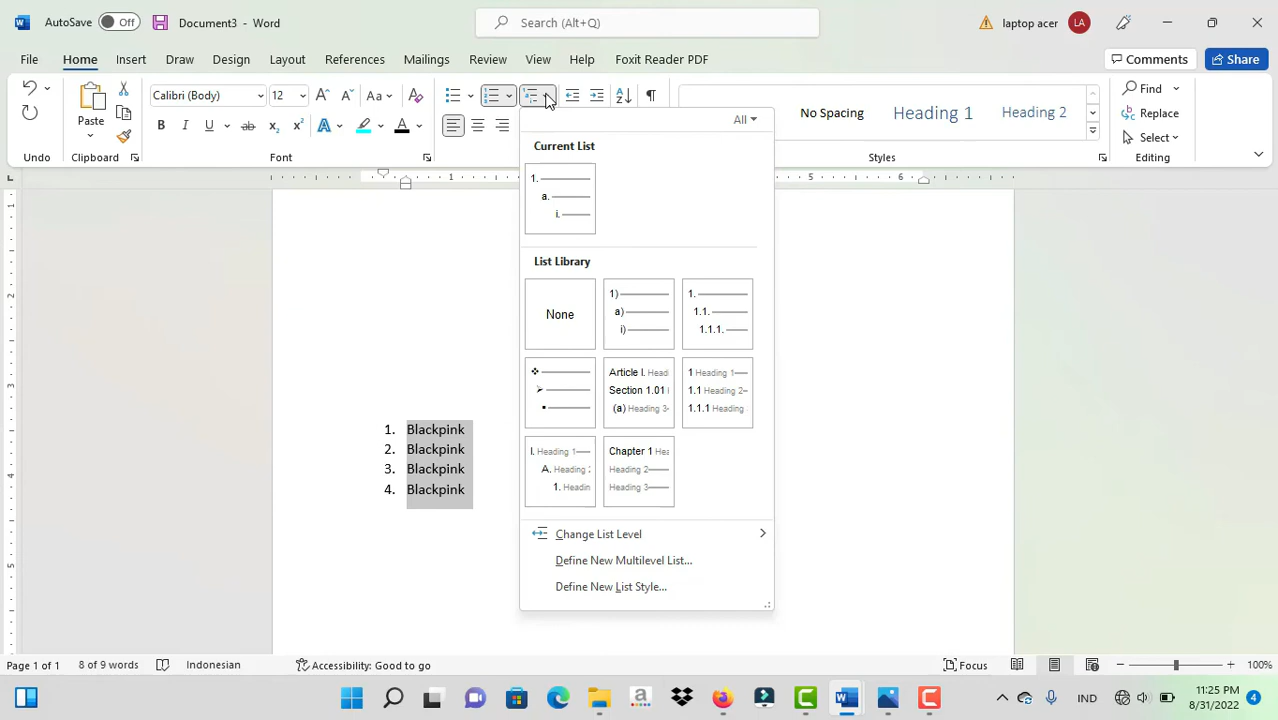 AutoSave Off Document3 - Word Search (Alt+Q) laptop acer LA
File Home Insert Draw Design Layout References Mailings Review View Help Foxit Reader PDF Comments Share
Calibri (Body) 12 No Spacing Heading 1 Heading 2 Find
Replace
Select
Paste
Undo Clipboard Font Styles Editing
All
Current List
1.
a.
i.
List Library
None
1)
a)
i)
1.
1.1.
1.1.1.
Article I. Headi
Section 1.01
(a) Heading 3
1 Heading 1
1.1 Heading 2
1.1.1 Heading
I. Heading 1
A. Heading 2
1. Headin
Chapter 1 Hea
Heading 2
Heading 3
Change List Level
Define New Multilevel List...
Define New List Style...
1. Blackpink
2. Blackpink
3. Blackpink
4. Blackpink
Page 1 of 1 8 of 9 words Indonesian Accessibility: Good to go Focus 100%
IND 11:25 PM
8/31/2022 4